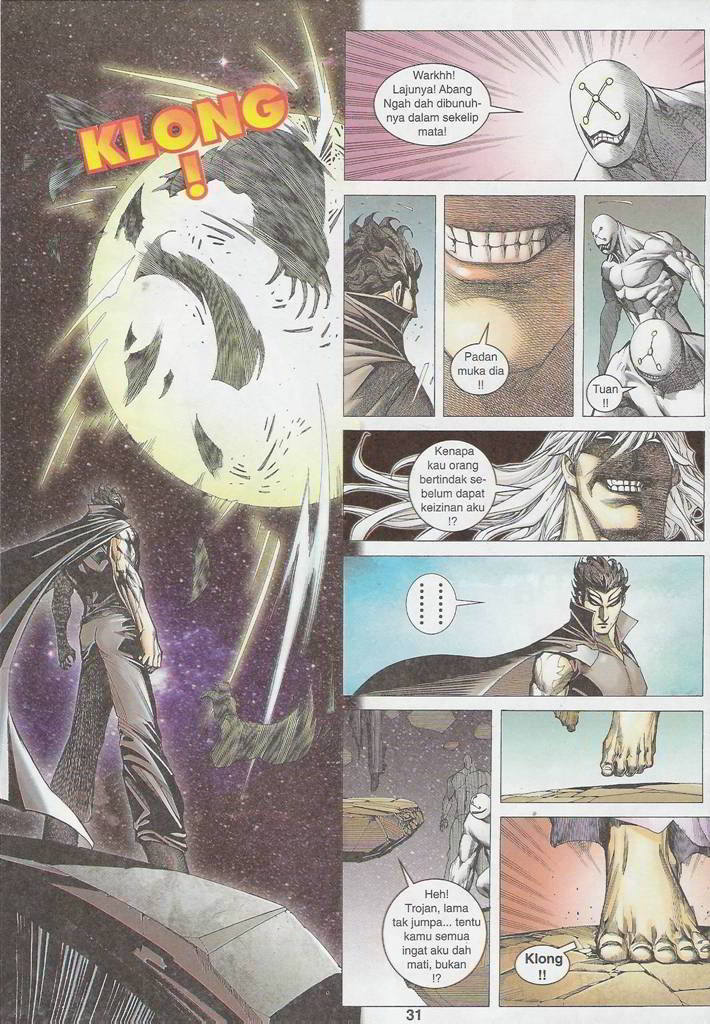 KLONG
!
Warkhh!
Lajunya! Abang
Ngah dah dibunuh-
nya dalam sekelip
mata!
Padan
muka dia
!!
Tuan
!!
Kenapa
kau orang
bertindak se-
belum dapat
keizinan aku
!?
Heh!
Trojan, lama
tak jumpa... tentu
kamu semua
ingat aku dah
mati, bukan
!?
Klong
!!
31